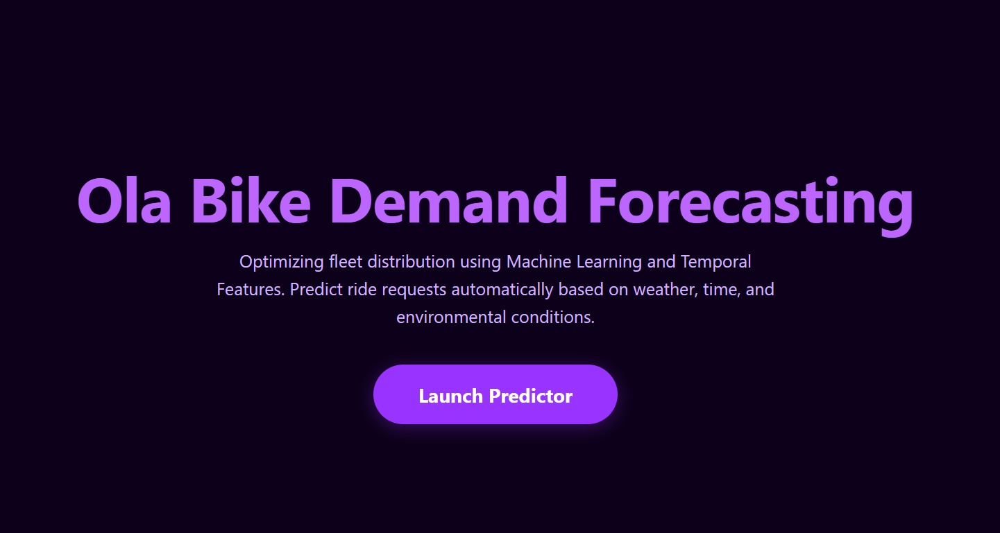 Ola Bike Demand Forecasting
Optimizing fleet distribution using Machine Learning and Temporal
Features. Predict ride requests automatically based on weather, time, and
environmental conditions.
Launch Predictor